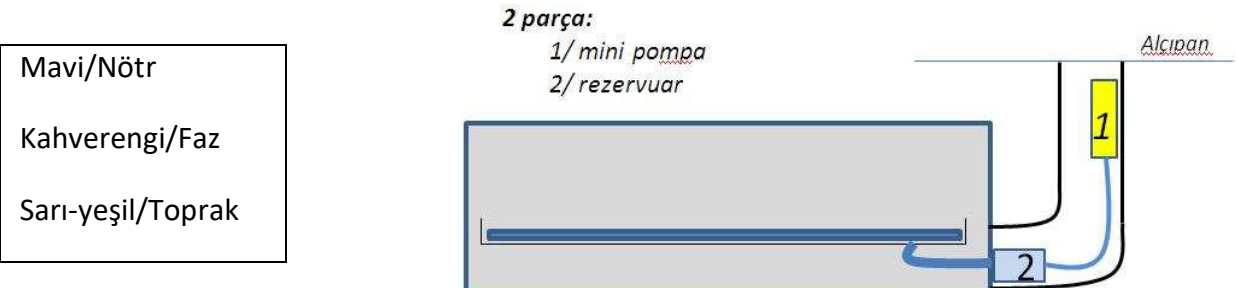 Mavi/Nötr
Kahverengi/Faz
Sarı-yeşil/Toprak
2 parça:
1/ mini pompa
2/ rezervuar
Alçıpan
1
2